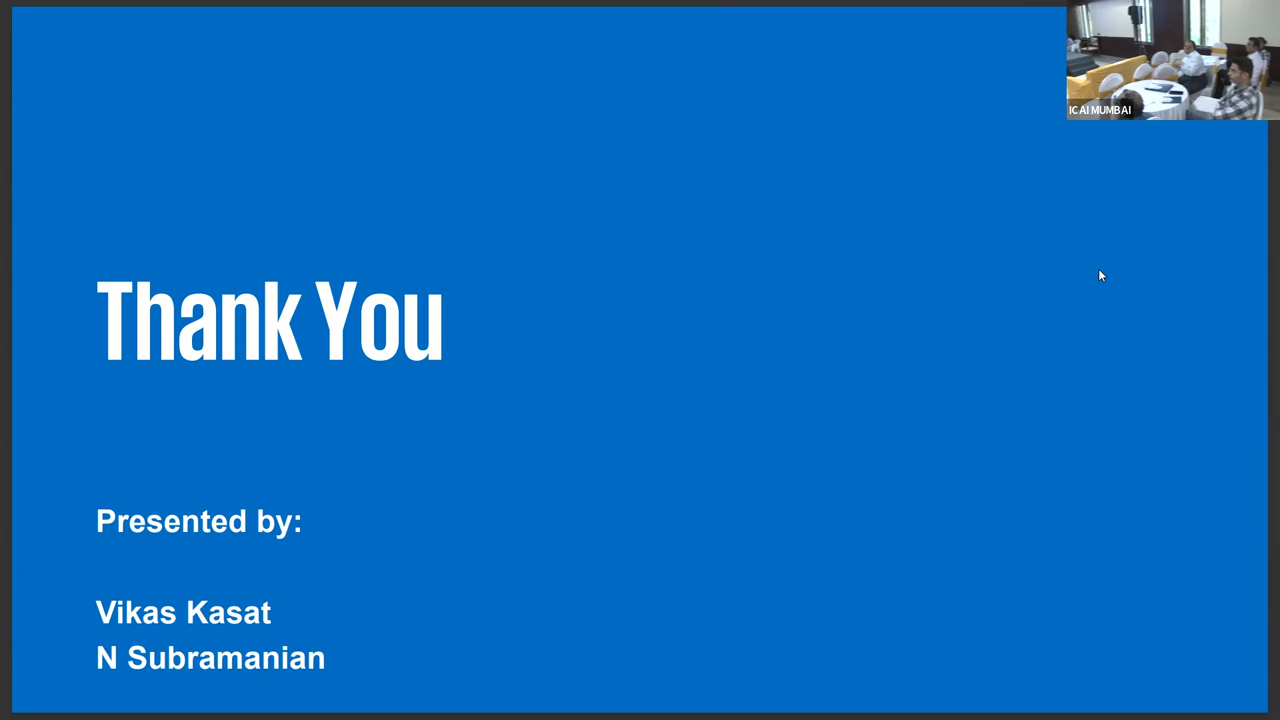 ICAI MUMBAI
Thank You
Presented by:
Vikas Kasat
N Subramanian